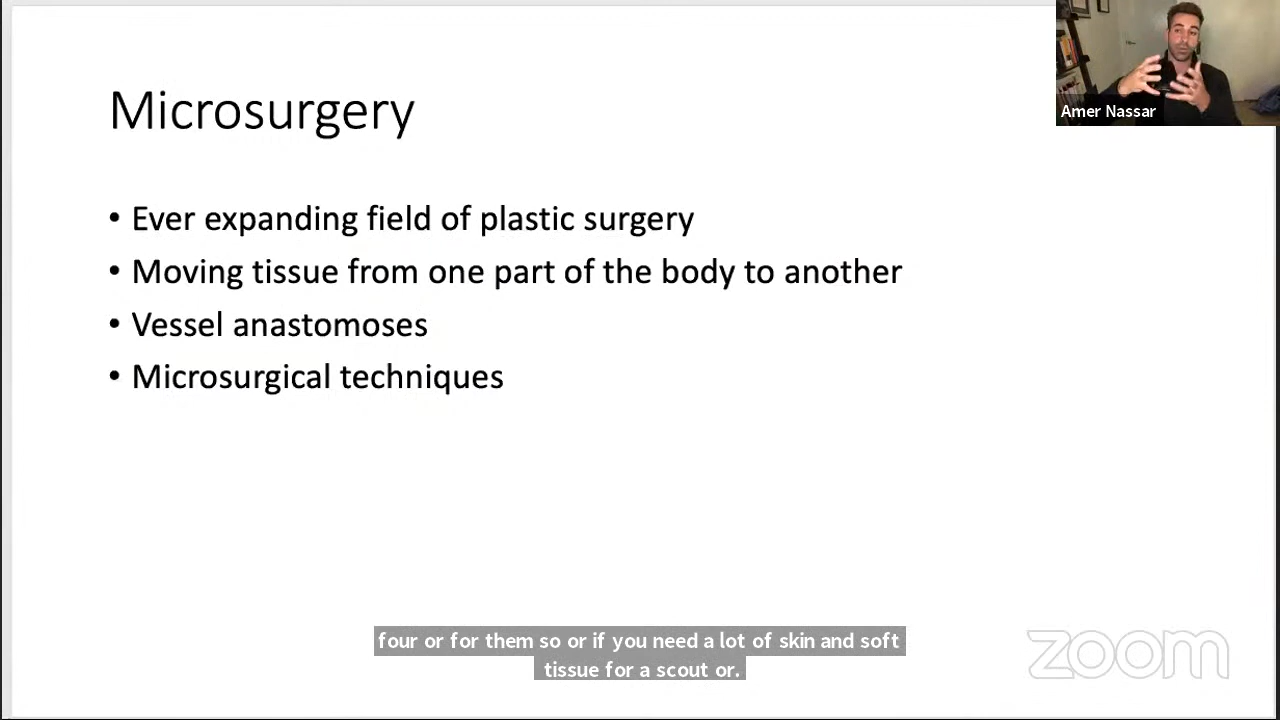 Microsurgery
Amer Nassar
• Ever expanding field of plastic surgery
• Moving tissue from one part of the body to another
• Vessel anastomoses
• Microsurgical techniques
four or for them so or if you need a lot of skin and soft
tissue for a scout or.
zoom